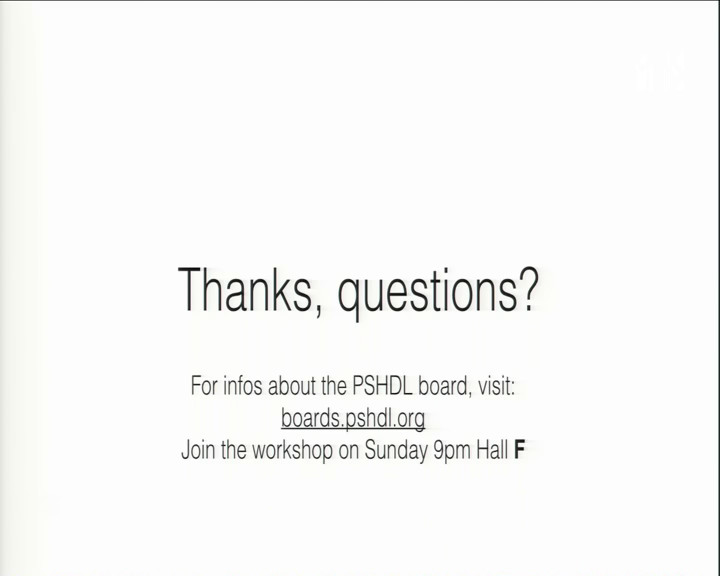 Thanks, questions?
For infos about the PSHDL board, visit:
boards.pshdl.org
Join the workshop on Sunday 9pm Hall F